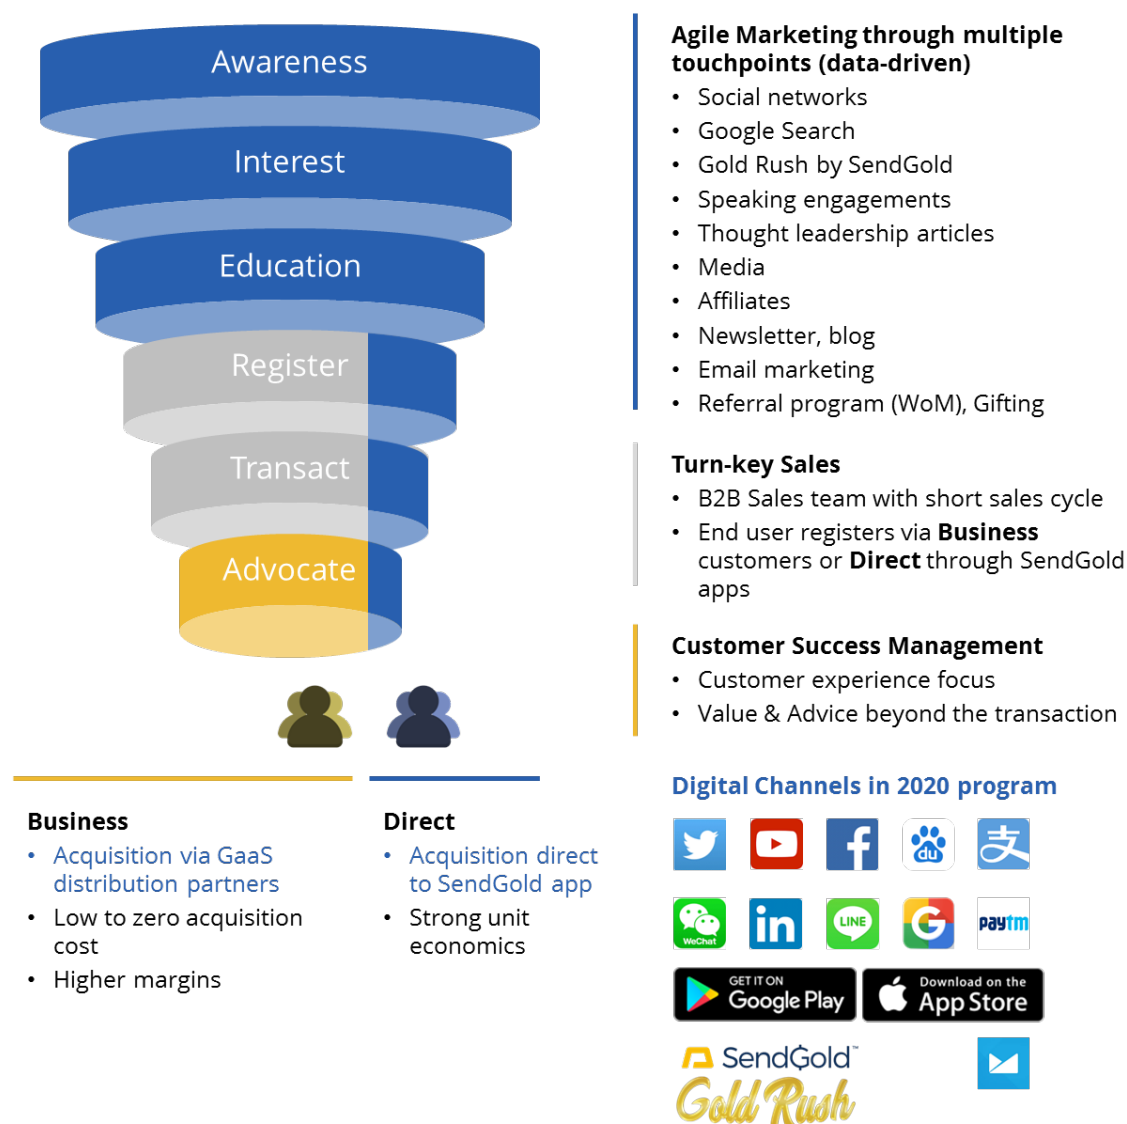 Awareness
Interest
Education
Register
Transact
Advocate
Agile Marketing through multiple
touchpoints (data-driven)
• Social networks
• Google Search
• Gold Rush by SendGold
• Speaking engagements
• Thought leadership articles
• Media
• Affiliates
• Newsletter, blog
• Email marketing
• Referral program (WoM), Gifting
Turn-key Sales
• B2B Sales team with short sales cycle
• End user registers via Business
customers or Direct through SendGold
apps
Customer Success Management
• Customer experience focus
• Value & Advice beyond the transaction
Business
• Acquisition via GaaS
distribution partners
• Low to zero acquisition
cost
• Higher margins
Direct
• Acquisition direct
to SendGold app
• Strong unit
economics
Digital Channels in 2020 program
du
支
WeChat
in
LINE
G
paytm
GET IT ON
Google Play
Download on the
App Store
SendGold™
Gold Rush